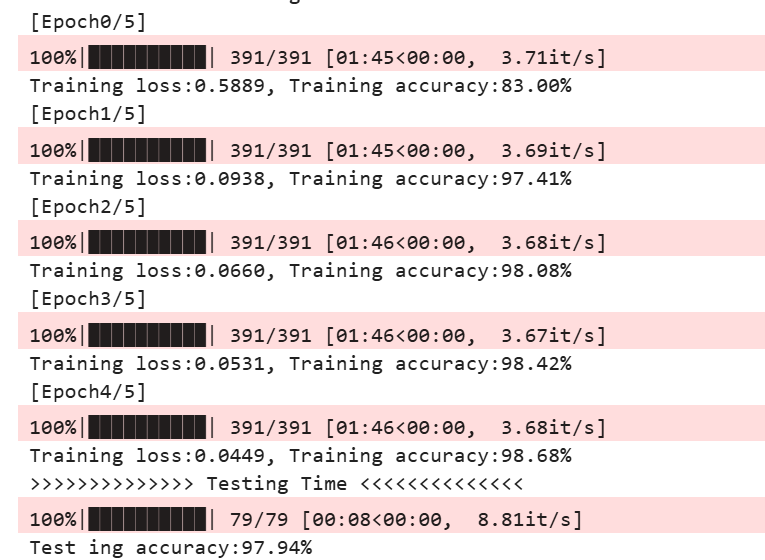 [Epoch0/5]
100%|██████████| 391/391 [01:45<00:00,  3.71it/s]
Training loss:0.5889, Training accuracy:83.00%
[Epoch1/5]
100%|██████████| 391/391 [01:45<00:00,  3.69it/s]
Training loss:0.0938, Training accuracy:97.41%
[Epoch2/5]
100%|██████████| 391/391 [01:46<00:00,  3.68it/s]
Training loss:0.0660, Training accuracy:98.08%
[Epoch3/5]
100%|██████████| 391/391 [01:46<00:00,  3.67it/s]
Training loss:0.0531, Training accuracy:98.42%
[Epoch4/5]
100%|██████████| 391/391 [01:46<00:00,  3.68it/s]
Training loss:0.0449, Training accuracy:98.68%
>>>>>>>>>>>>>> Testing Time <<<<<<<<<<<<<<
100%|██████████| 79/79 [00:08<00:00,  8.81it/s]
Test ing accuracy:97.94%